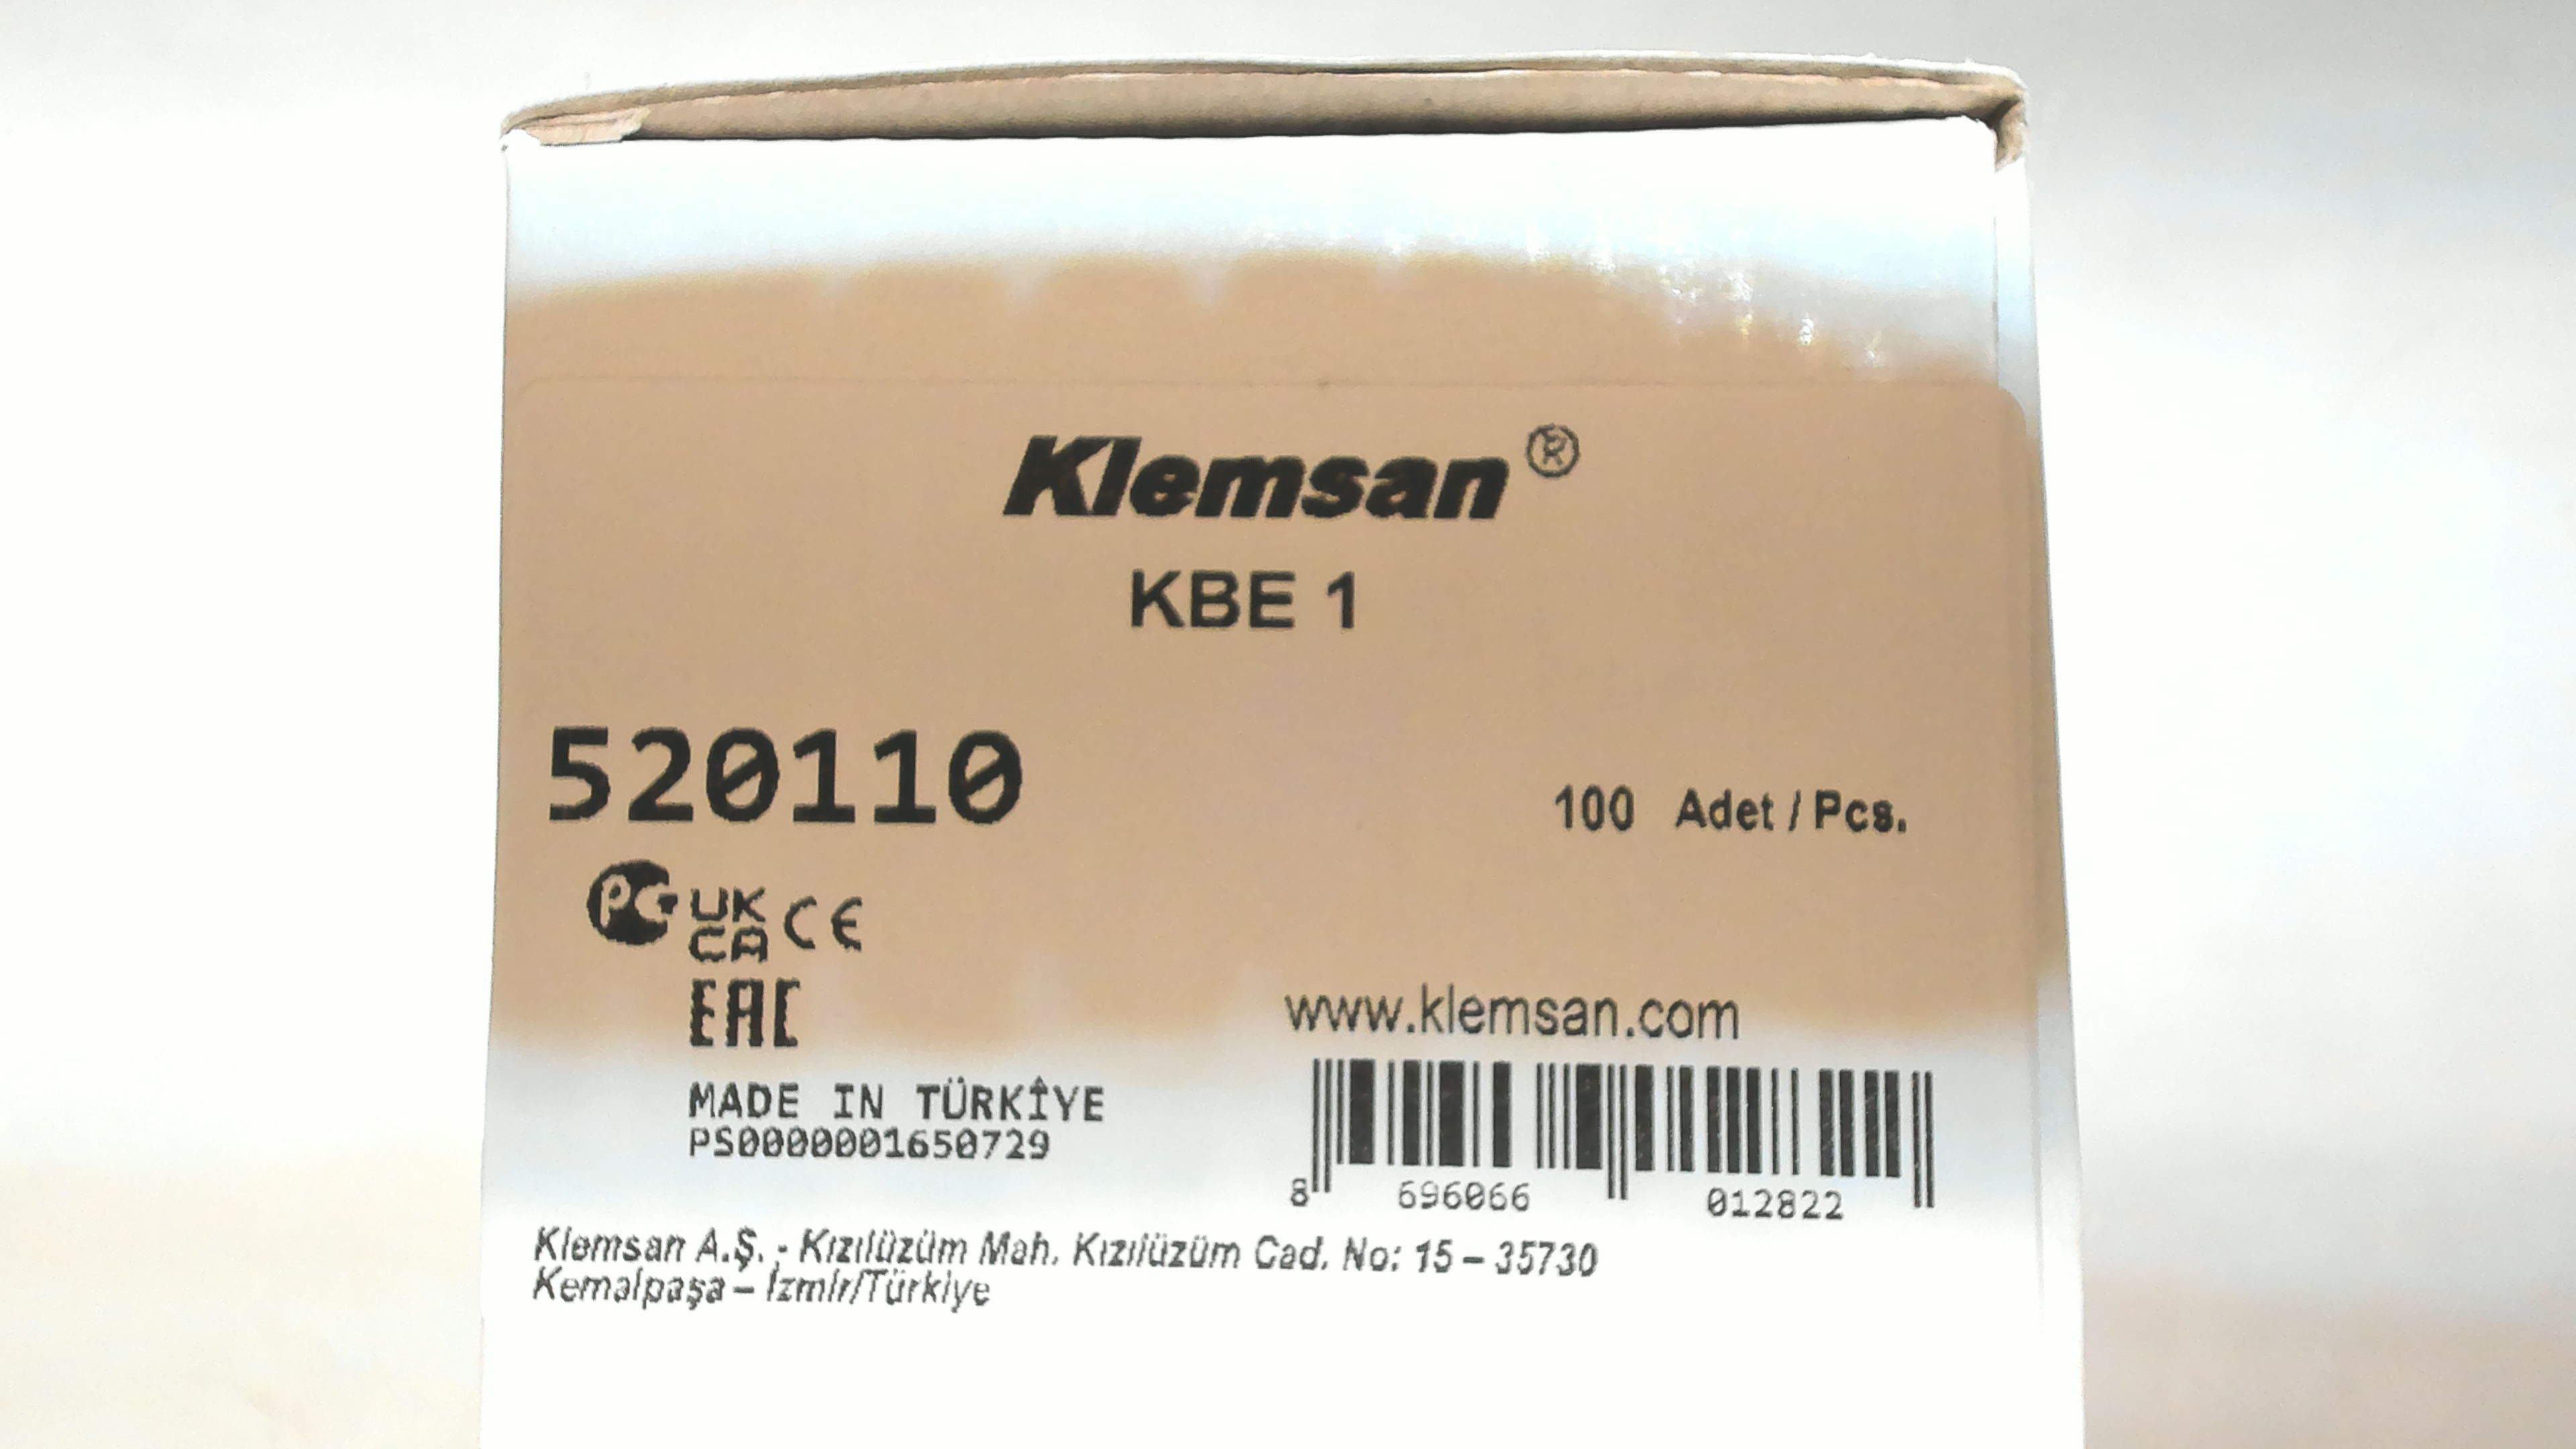 Klemsan®
KBE 1
520110
100 Adet / Pcs.
PC UK CA CE
EAC
www.klemsan.com
MADE IN TÜRKİYE
PS0000001650729
8 696066 012822
Klemsan A.Ş. - Kızılüzüm Mah. Kızılüzüm Cad. No: 15 – 35730
Kemalpaşa – İzmir/Türkiye